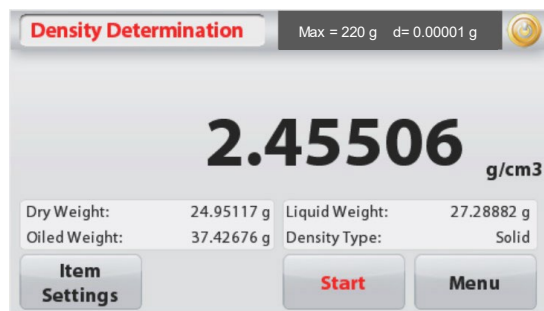 Density Determination Max = 220 g d= 0.00001 g
2.45506 g/cm3
Dry Weight: 24.95117 g Liquid Weight: 27.28882 g
Oiled Weight: 37.42676 g Density Type: Solid
Item Settings Start Menu